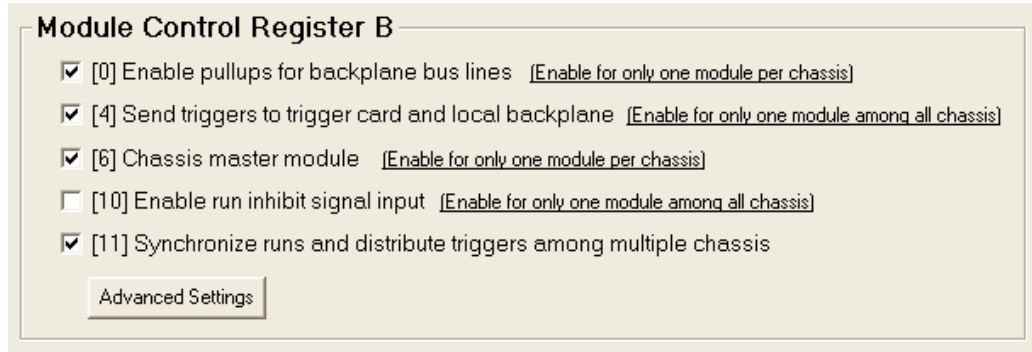 Module Control Register B
[0] Enable pullups for backplane bus lines (Enable for only one module per chassis)
[4] Send triggers to trigger card and local backplane (Enable for only one module among all chassis)
[6] Chassis master module (Enable for only one module per chassis)
[10] Enable run inhibit signal input (Enable for only one module among all chassis)
[11] Synchronize runs and distribute triggers among multiple chassis
Advanced Settings